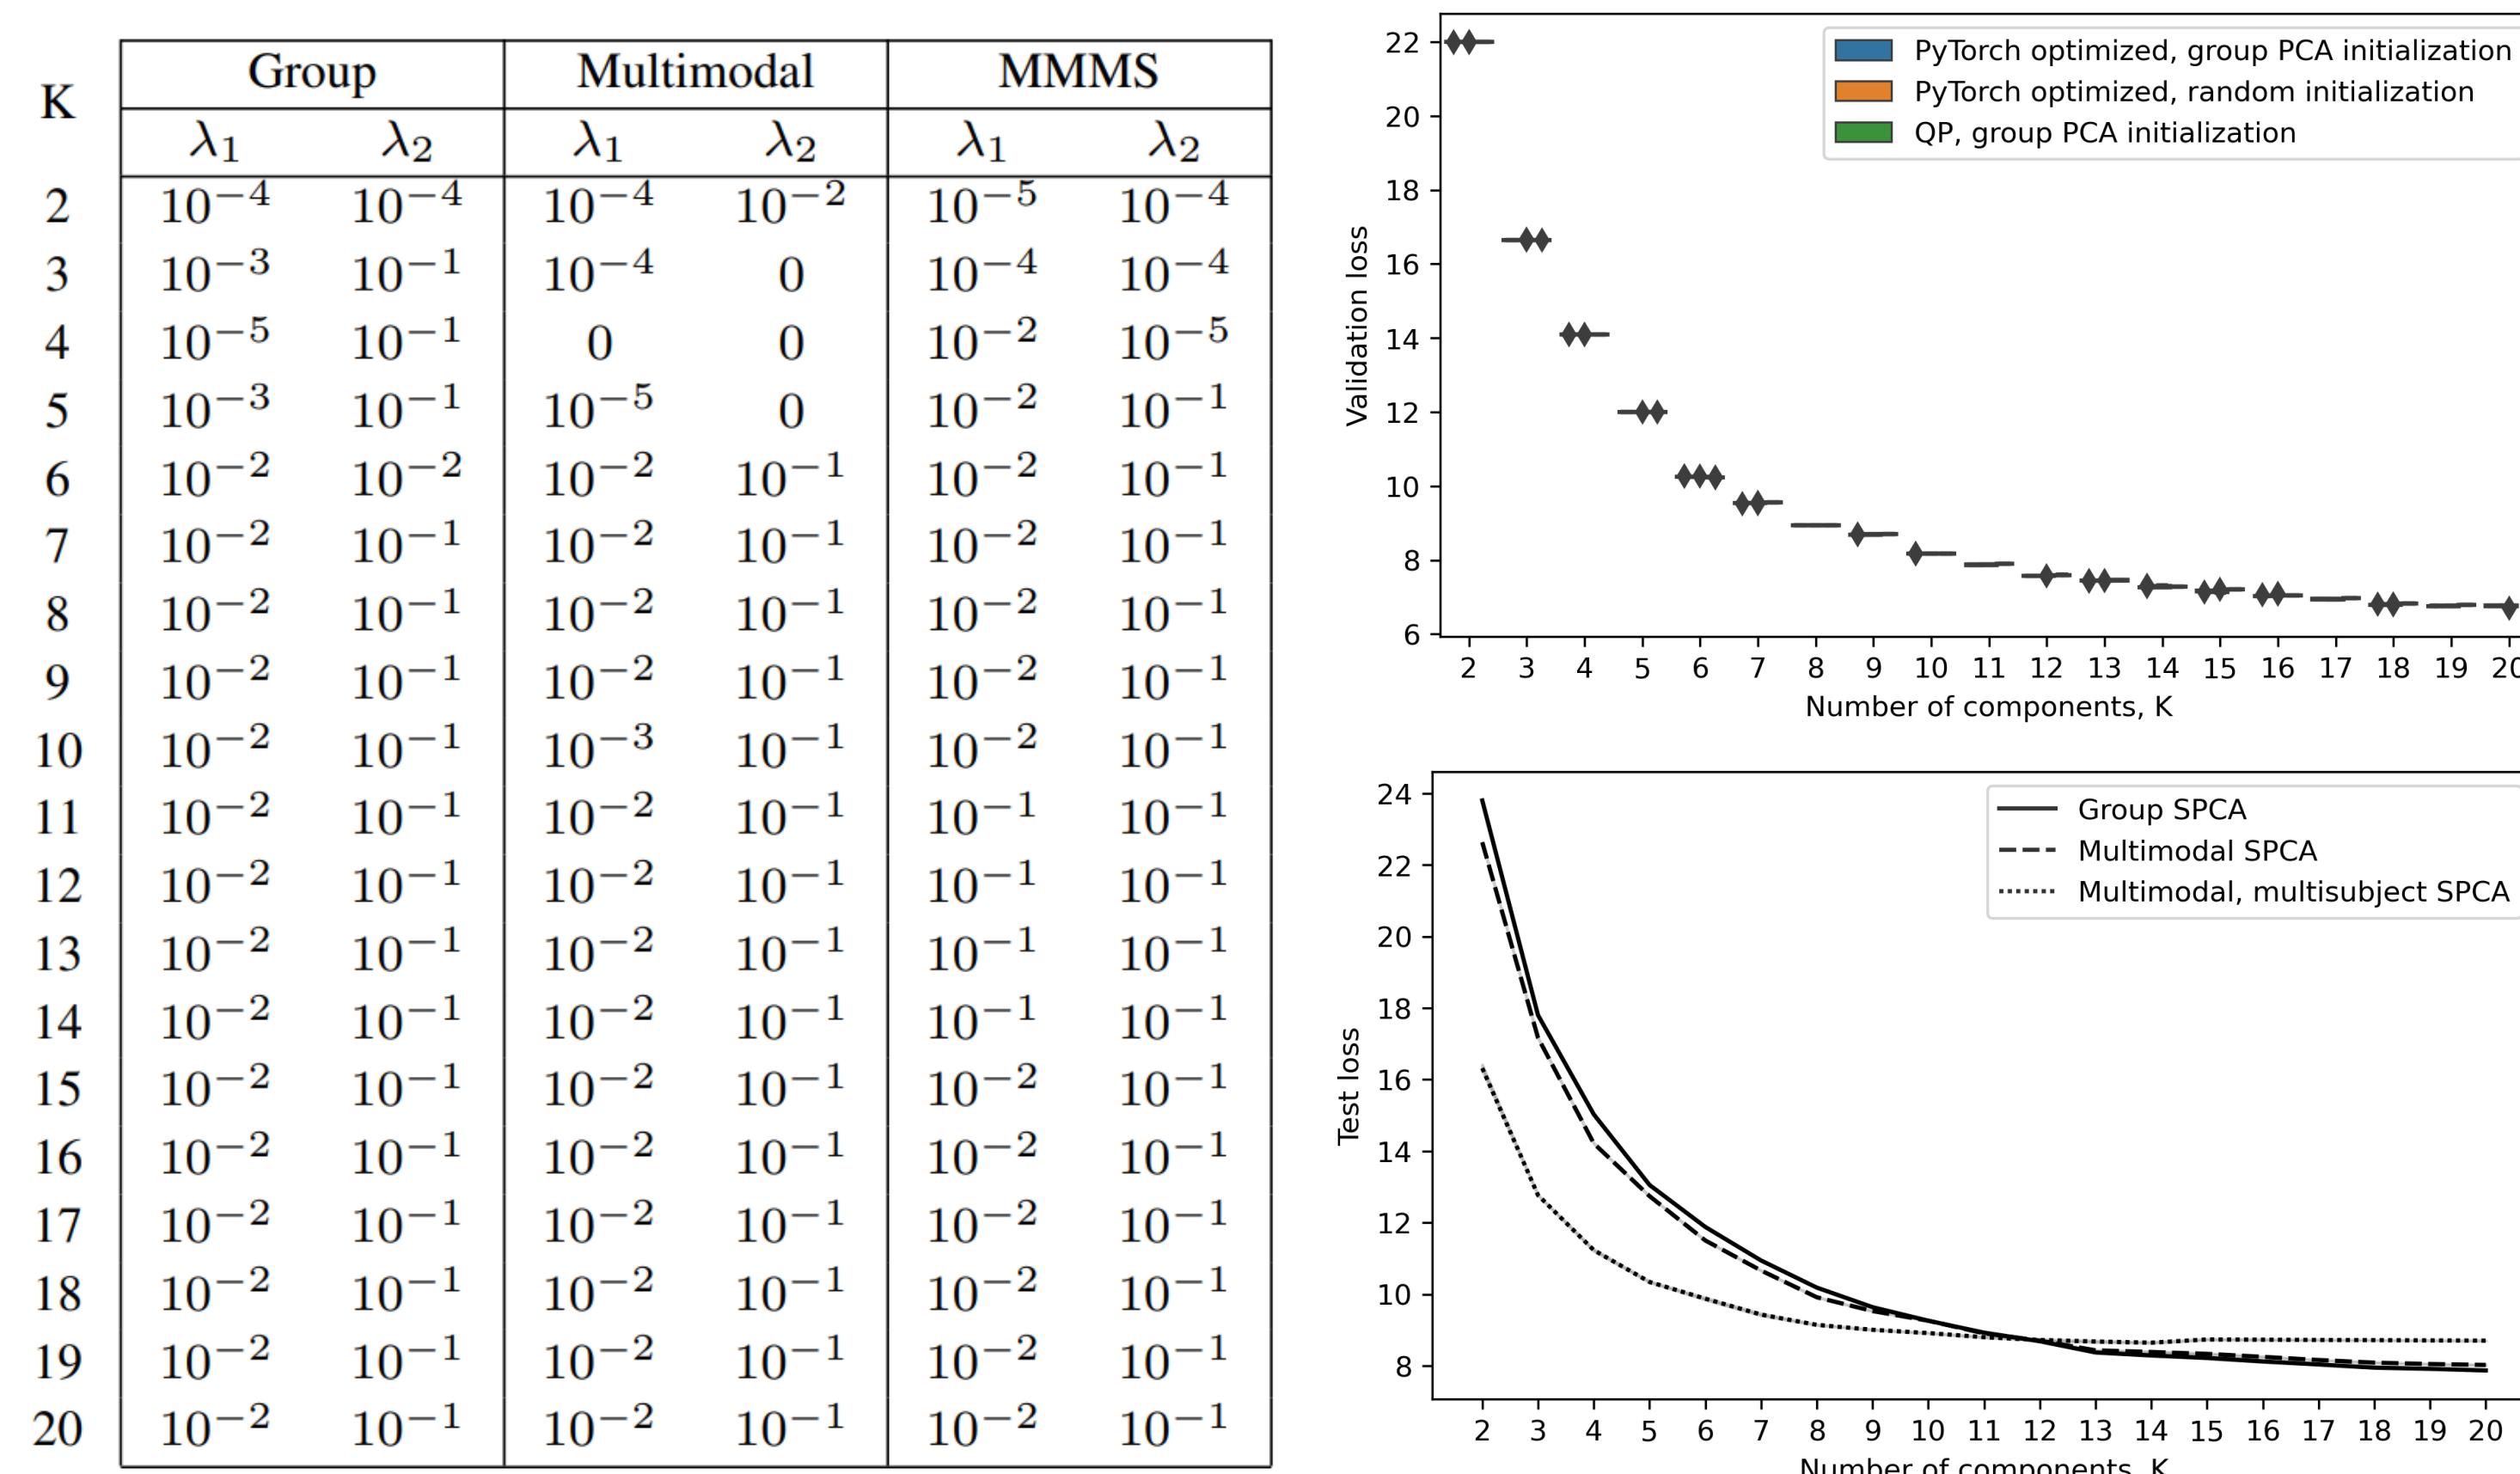 K Group Multimodal MMMS
λ₁ λ₂ λ₁ λ₂ λ₁ λ₂
2 10⁻⁴ 10⁻⁴ 10⁻⁴ 10⁻² 10⁻⁵ 10⁻⁴
3 10⁻³ 10⁻¹ 10⁻⁴ 0 10⁻⁴ 10⁻⁴
4 10⁻⁵ 10⁻¹ 0 0 10⁻² 10⁻⁵
5 10⁻³ 10⁻¹ 10⁻⁵ 0 10⁻² 10⁻¹
6 10⁻² 10⁻² 10⁻² 10⁻¹ 10⁻² 10⁻¹
7 10⁻² 10⁻¹ 10⁻² 10⁻¹ 10⁻² 10⁻¹
8 10⁻² 10⁻¹ 10⁻² 10⁻¹ 10⁻² 10⁻¹
9 10⁻² 10⁻¹ 10⁻² 10⁻¹ 10⁻² 10⁻¹
10 10⁻² 10⁻¹ 10⁻³ 10⁻¹ 10⁻² 10⁻¹
11 10⁻² 10⁻¹ 10⁻² 10⁻¹ 10⁻¹ 10⁻¹
12 10⁻² 10⁻¹ 10⁻² 10⁻¹ 10⁻¹ 10⁻¹
13 10⁻² 10⁻¹ 10⁻² 10⁻¹ 10⁻¹ 10⁻¹
14 10⁻² 10⁻¹ 10⁻² 10⁻¹ 10⁻¹ 10⁻¹
15 10⁻² 10⁻¹ 10⁻² 10⁻¹ 10⁻² 10⁻¹
16 10⁻² 10⁻¹ 10⁻² 10⁻¹ 10⁻² 10⁻¹
17 10⁻² 10⁻¹ 10⁻² 10⁻¹ 10⁻² 10⁻¹
18 10⁻² 10⁻¹ 10⁻² 10⁻¹ 10⁻² 10⁻¹
19 10⁻² 10⁻¹ 10⁻² 10⁻¹ 10⁻² 10⁻¹
20 10⁻² 10⁻¹ 10⁻² 10⁻¹ 10⁻² 10⁻¹
PyTorch optimized, group PCA initialization
PyTorch optimized, random initialization
QP, group PCA initialization
Validation loss
22
20
18
16
14
12
10
8
6
2 3 4 5 6 7 8 9 10 11 12 13 14 15 16 17 18 19 20
Number of components, K
Group SPCA
Multimodal SPCA
Multimodal, multisubject SPCA
Test loss
24
22
20
18
16
14
12
10
8
2 3 4 5 6 7 8 9 10 11 12 13 14 15 16 17 18 19 20
Number of components, K